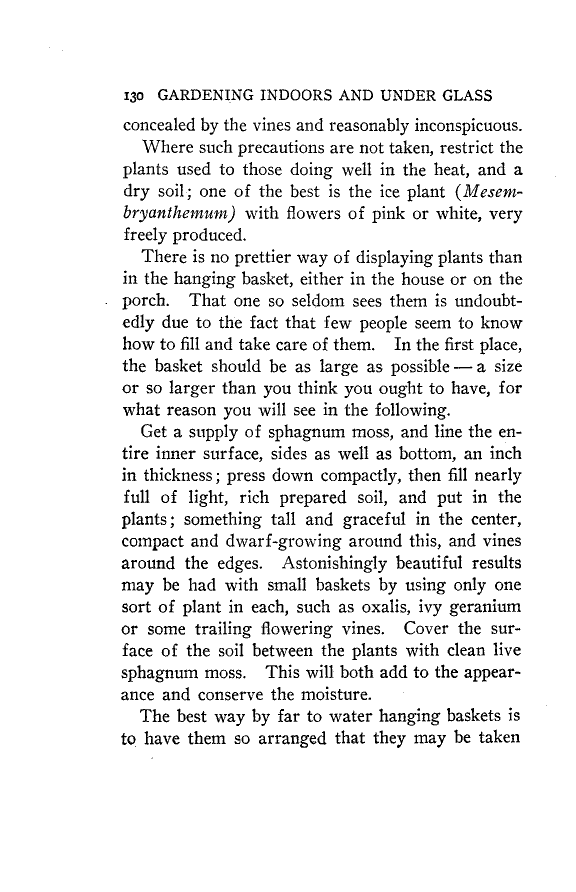 130 GARDENING INDOORS AND UNDER GLASS
concealed by the vines and reasonably inconspicuous.
Where such precautions are not taken, restrict the
plants used to those doing well in the heat, and a
dry soil; one of the best is the ice plant (Mesem-
bryanthemum) with flowers of pink or white, very
freely produced.
There is no prettier way of displaying plants than
in the hanging basket, either in the house or on the
porch. That one so seldom sees them is undoubt-
edly due to the fact that few people seem to know
how to fill and take care of them. In the first place,
the basket should be as large as possible — a size
or so larger than you think you ought to have, for
what reason you will see in the following.
Get a supply of sphagnum moss, and line the en-
tire inner surface, sides as well as bottom, an inch
in thickness; press down compactly, then fill nearly
full of light, rich prepared soil, and put in the
plants; something tall and graceful in the center,
compact and dwarf-growing around this, and vines
around the edges. Astonishingly beautiful results
may be had with small baskets by using only one
sort of plant in each, such as oxalis, ivy geranium
or some trailing flowering vines. Cover the sur-
face of the soil between the plants with clean live
sphagnum moss. This will both add to the appear-
ance and conserve the moisture.
The best way by far to water hanging baskets is
to have them so arranged that they may be taken